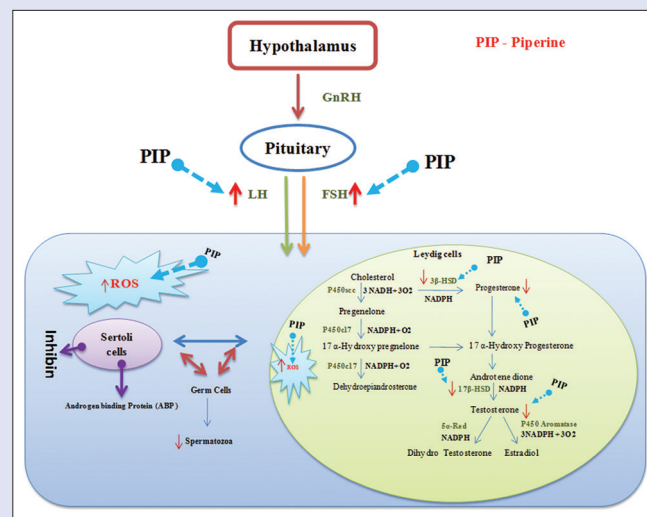 Hypothalamus
PIP - Piperine
GnRH
Pituitary
PIP
PIP
LH
FSH
ROS
PIP
Sertoli
cells
Inhibin
Androgen binding Protein (ABP)
Germ Cells
Spermatozoa
Leydig cells
Cholesterol
P450scc
3 NADH+3O2
3β-HSD
PIP
NADPH
Progesterone
PIP
Pregenelone
P450c17
NADPH+O2
17 α-Hydroxy pregnelone
17 α-Hydroxy Progesterone
PIP
ROS
P450c17
NADPH+O2
Dehydroepindrosterone
Androtene dione
PIP
17β-HSD
NADPH
PIP
Testosterone
5α-Rad
NADPH
P450 Aromatase
3NADPH +3O2
Dihydro Testosterone
Estradiol